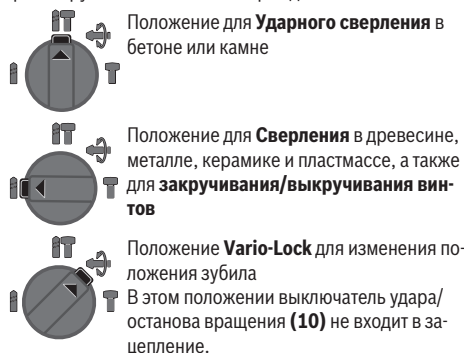 Положение для Ударного сверления в
бетоне или камне
Положение для Сверления в древесине,
металле, керамике и пластмассе, а также
для закручивания/выкручивания вин-
тов
Положение Vario-Lock для изменения по-
ложения зубила
В этом положении выключатель удара/
останова вращения (10) не входит в за-
цепление.